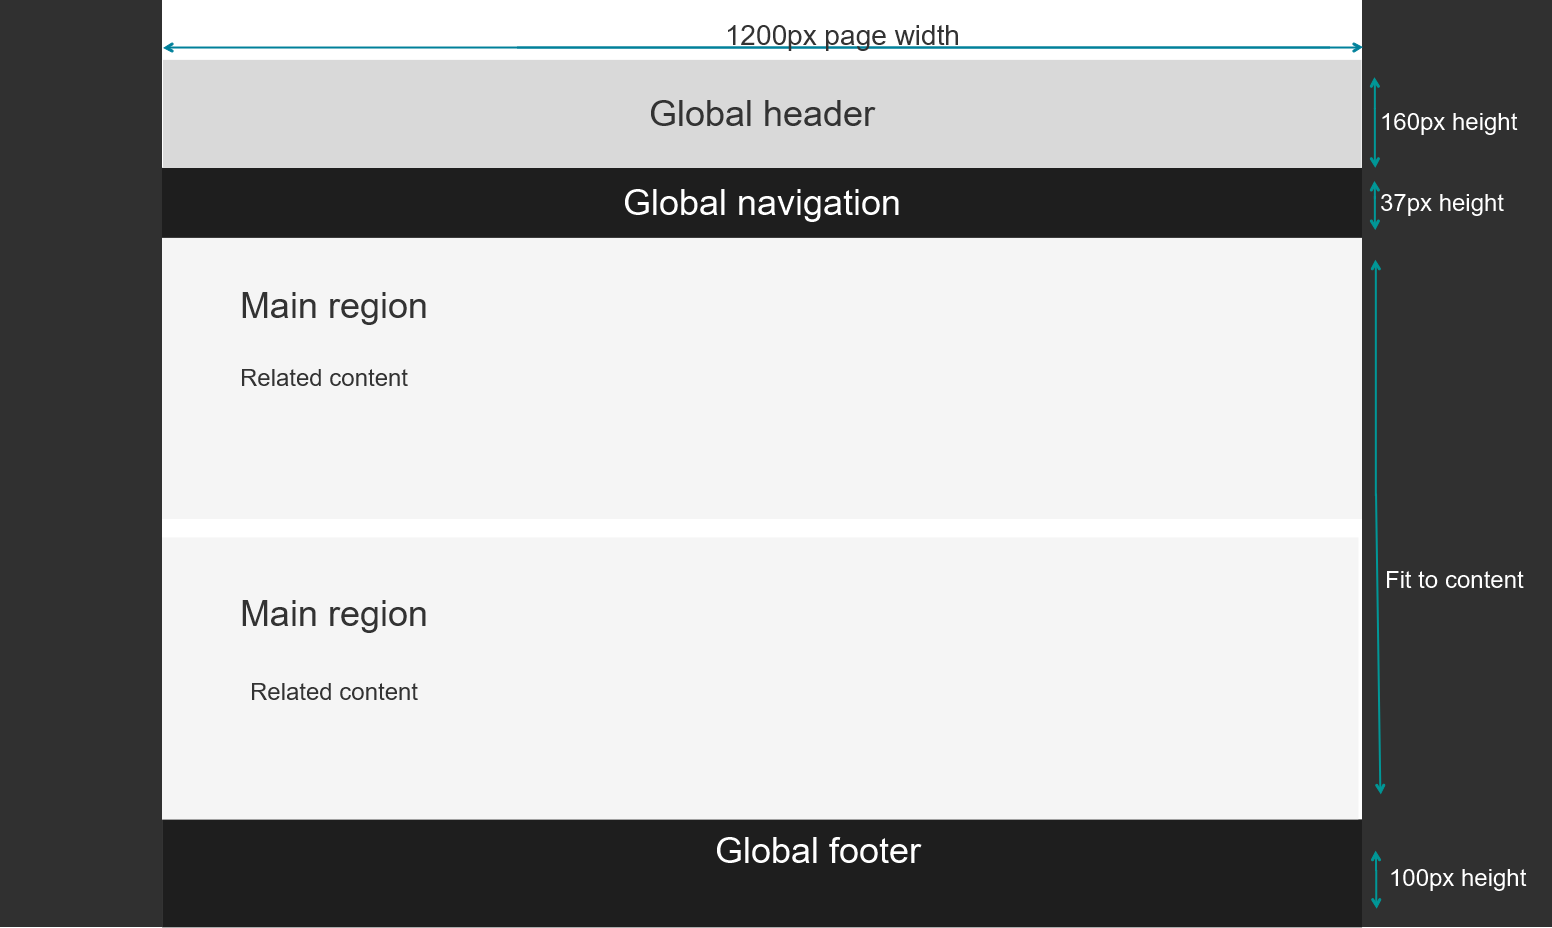 1200px page width
Global header
160px height
Global navigation
37px height
Main region
Related content
Fit to content
Main region
Related content
Global footer
100px height